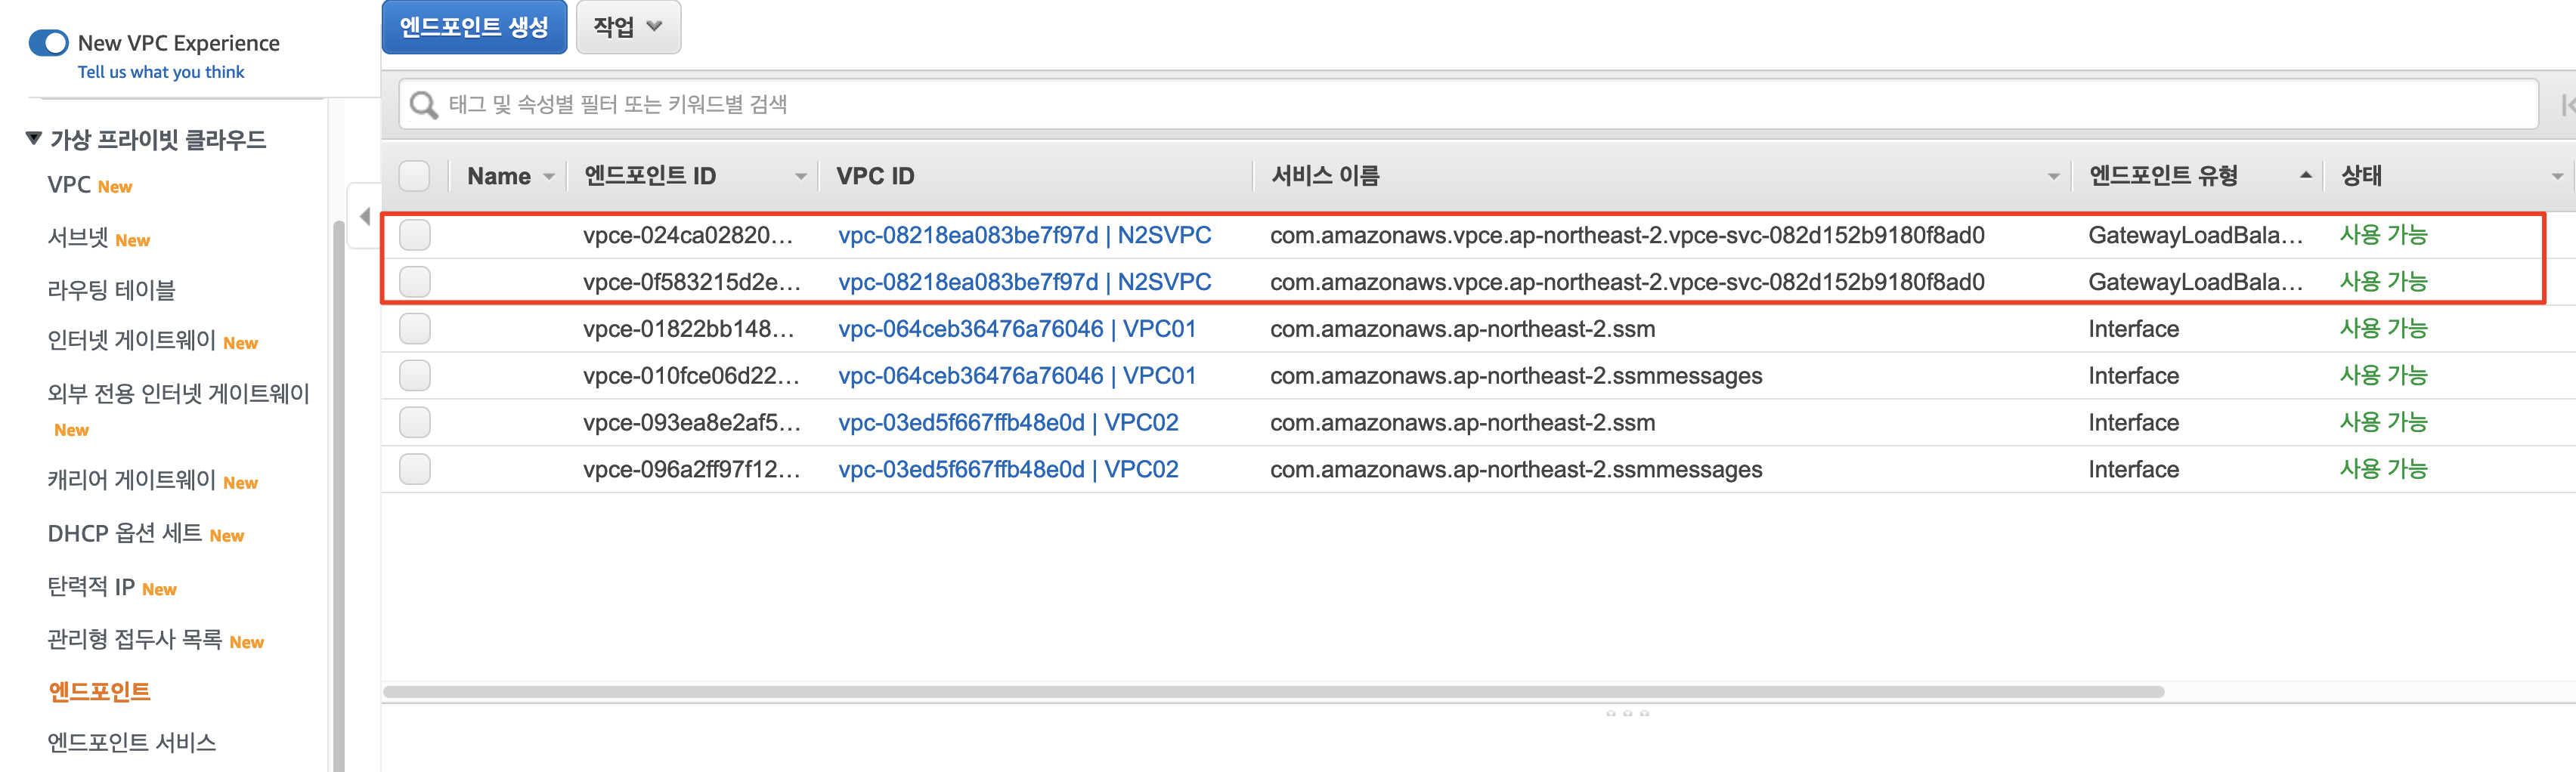 New VPC Experience
Tell us what you think
▼ 가상 프라이빗 클라우드
VPC New
서브넷 New
라우팅 테이블
인터넷 게이트웨이 New
외부 전용 인터넷 게이트웨이
New
캐리어 게이트웨이 New
DHCP 옵션 세트 New
탄력적 IP New
관리형 접두사 목록 New
엔드포인트
엔드포인트 서비스
엔드포인트 생성 작업
태그 및 속성별 필터 또는 키워드별 검색
Name 엔드포인트 ID VPC ID 서비스 이름 엔드포인트 유형 상태
vpce-024ca02820... vpc-08218ea083be7f97d | N2SVPC com.amazonaws.vpce.ap-northeast-2.vpce-svc-082d152b9180f8ad0 GatewayLoadBala... 사용 가능
vpce-0f583215d2e... vpc-08218ea083be7f97d | N2SVPC com.amazonaws.vpce.ap-northeast-2.vpce-svc-082d152b9180f8ad0 GatewayLoadBala... 사용 가능
vpce-01822bb148... vpc-064ceb36476a76046 | VPC01 com.amazonaws.ap-northeast-2.ssm Interface 사용 가능
vpce-010fce06d22... vpc-064ceb36476a76046 | VPC01 com.amazonaws.ap-northeast-2.ssmmessages Interface 사용 가능
vpce-093ea8e2af5... vpc-03ed5f667ffb48e0d | VPC02 com.amazonaws.ap-northeast-2.ssm Interface 사용 가능
vpce-096a2ff97f12... vpc-03ed5f667ffb48e0d | VPC02 com.amazonaws.ap-northeast-2.ssmmessages Interface 사용 가능